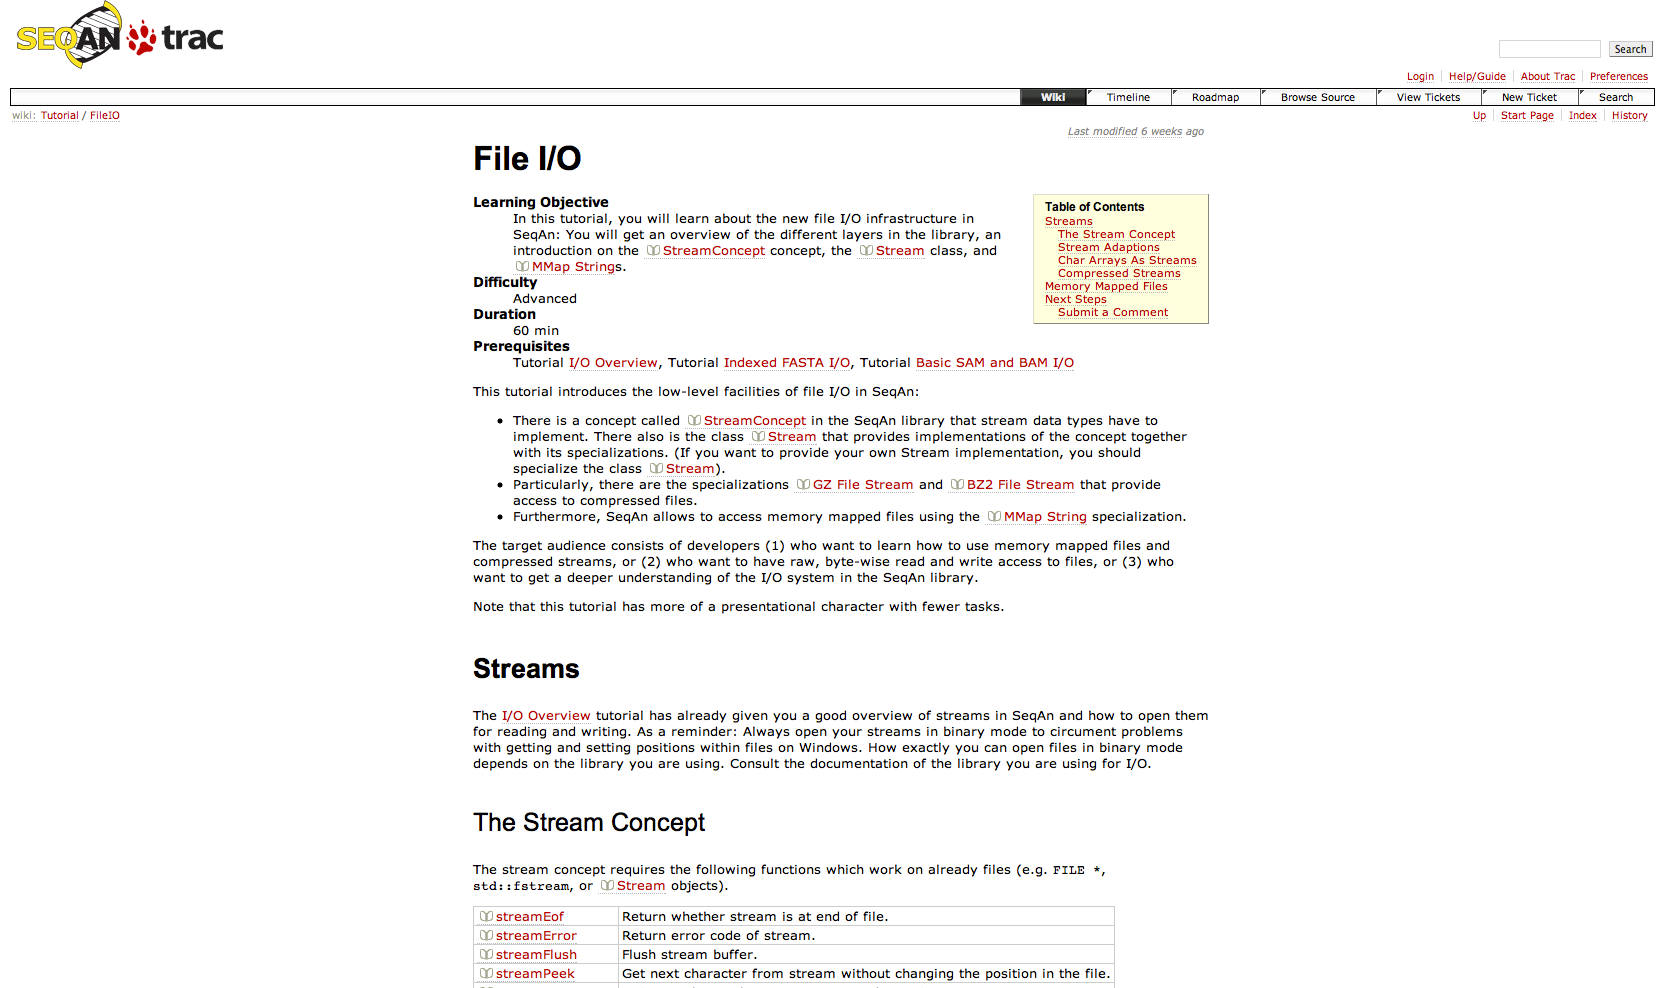 SEQAN trac
Search
Login Help/Guide About Trac Preferences
Wiki Timeline Roadmap Browse Source View Tickets New Ticket Search
wiki: Tutorial / FileIO
Up Start Page Index History
Last modified 6 weeks ago
File I/O
Table of Contents
Streams
The Stream Concept
Stream Adaptions
Char Arrays As Streams
Compressed Streams
Memory Mapped Files
Next Steps
Submit a Comment
Learning Objective
In this tutorial, you will learn about the new file I/O infrastructure in
SeqAn: You will get an overview of the different layers in the library, an
introduction on the StreamConcept concept, the Stream class, and
MMap Strings.
Difficulty
Advanced
Duration
60 min
Prerequisites
Tutorial I/O Overview, Tutorial Indexed FASTA I/O, Tutorial Basic SAM and BAM I/O
This tutorial introduces the low-level facilities of file I/O in SeqAn:
• There is a concept called StreamConcept in the SeqAn library that stream data types have to
implement. There also is the class Stream that provides implementations of the concept together
with its specializations. (If you want to provide your own Stream implementation, you should
specialize the class Stream).
• Particularly, there are the specializations GZ File Stream and BZ2 File Stream that provide
access to compressed files.
• Furthermore, SeqAn allows to access memory mapped files using the MMap String specialization.
The target audience consists of developers (1) who want to learn how to use memory mapped files and
compressed streams, or (2) who want to have raw, byte-wise read and write access to files, or (3) who
want to get a deeper understanding of the I/O system in the SeqAn library.
Note that this tutorial has more of a presentational character with fewer tasks.
Streams
The I/O Overview tutorial has already given you a good overview of streams in SeqAn and how to open them
for reading and writing. As a reminder: Always open your streams in binary mode to circument problems
with getting and setting positions within files on Windows. How exactly you can open files in binary mode
depends on the library you are using. Consult the documentation of the library you are using for I/O.
The Stream Concept
The stream concept requires the following functions which work on already files (e.g. FILE *,
std::fstream, or Stream objects).
streamEof Return whether stream is at end of file.
streamError Return error code of stream.
streamFlush Flush stream buffer.
streamPeek Get next character from stream without changing the position in the file.